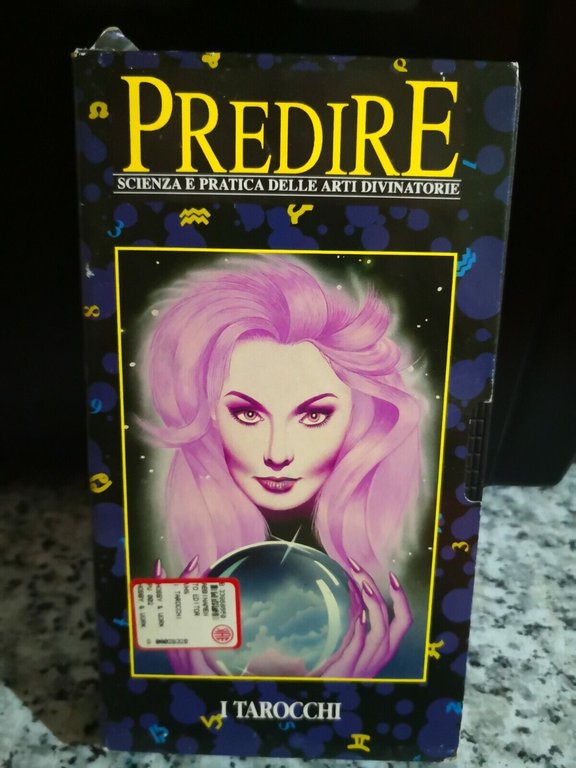 PREDIRE
SCIENZA E PRATICA DELLE ARTI DIVINATORIE
I TAROCCHI